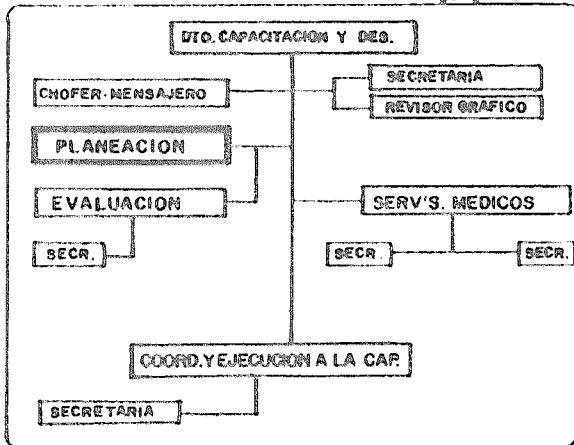 DTO. CAPACITACION Y DES.
CHOFER-MENSAJERO
SECRETARIA
REVISOR GRAFICO
PLANEACION
EVALUACION
SERV'S. MEDICOS
SECR.
SECR.
SECR.
COORD. Y EJECUCION A LA CAP.
SECRETARIA